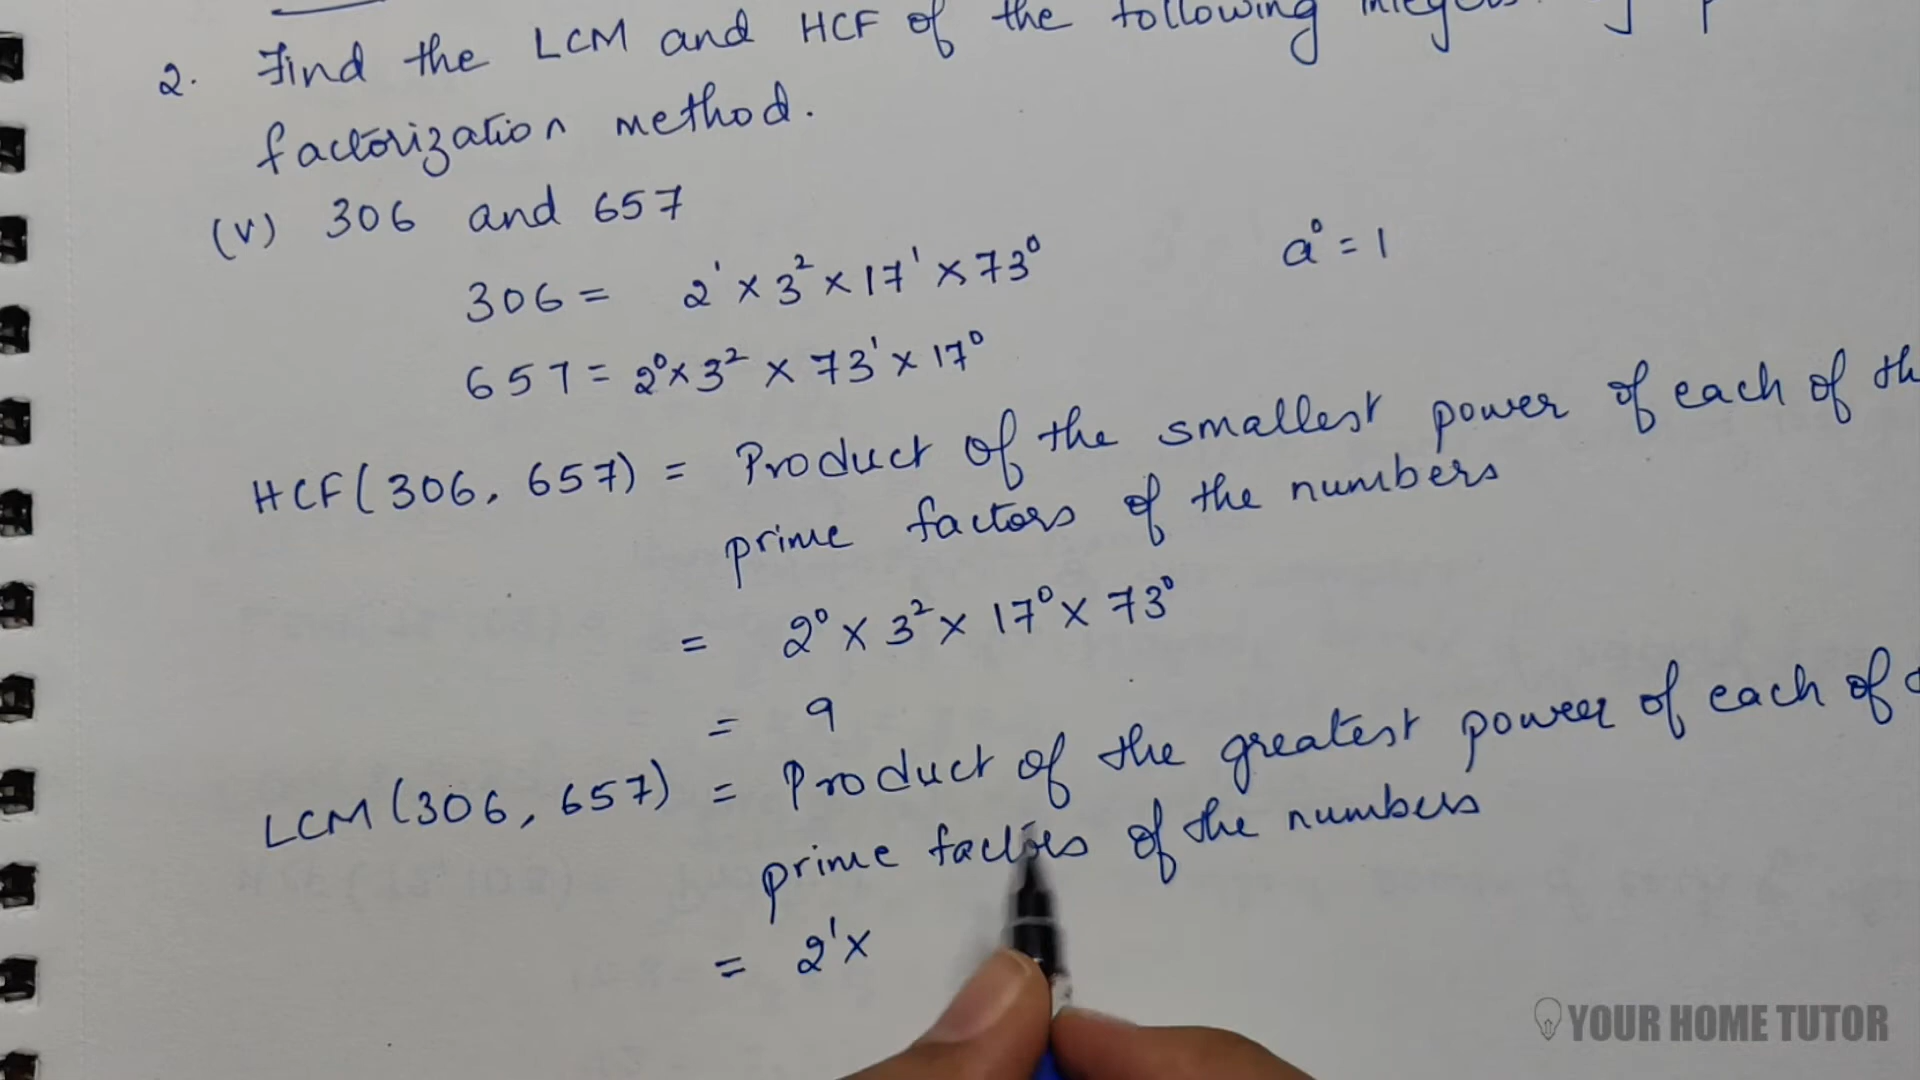 2. Find the LCM and HCF of the following
factorization method.
(v) 306 and 657
306 = 2¹ × 3² × 17¹ × 73⁰
a⁰ = 1
657 = 2⁰ × 3² × 73¹ × 17⁰
HCF(306, 657) = Product of the smallest power of each of th
prime factors of the numbers
= 2⁰ × 3² × 17⁰ × 73⁰
= 9
LCM(306, 657) = Product of the greatest power of each of
prime factors of the numbers
= 2¹ ×
YOUR HOME TUTOR